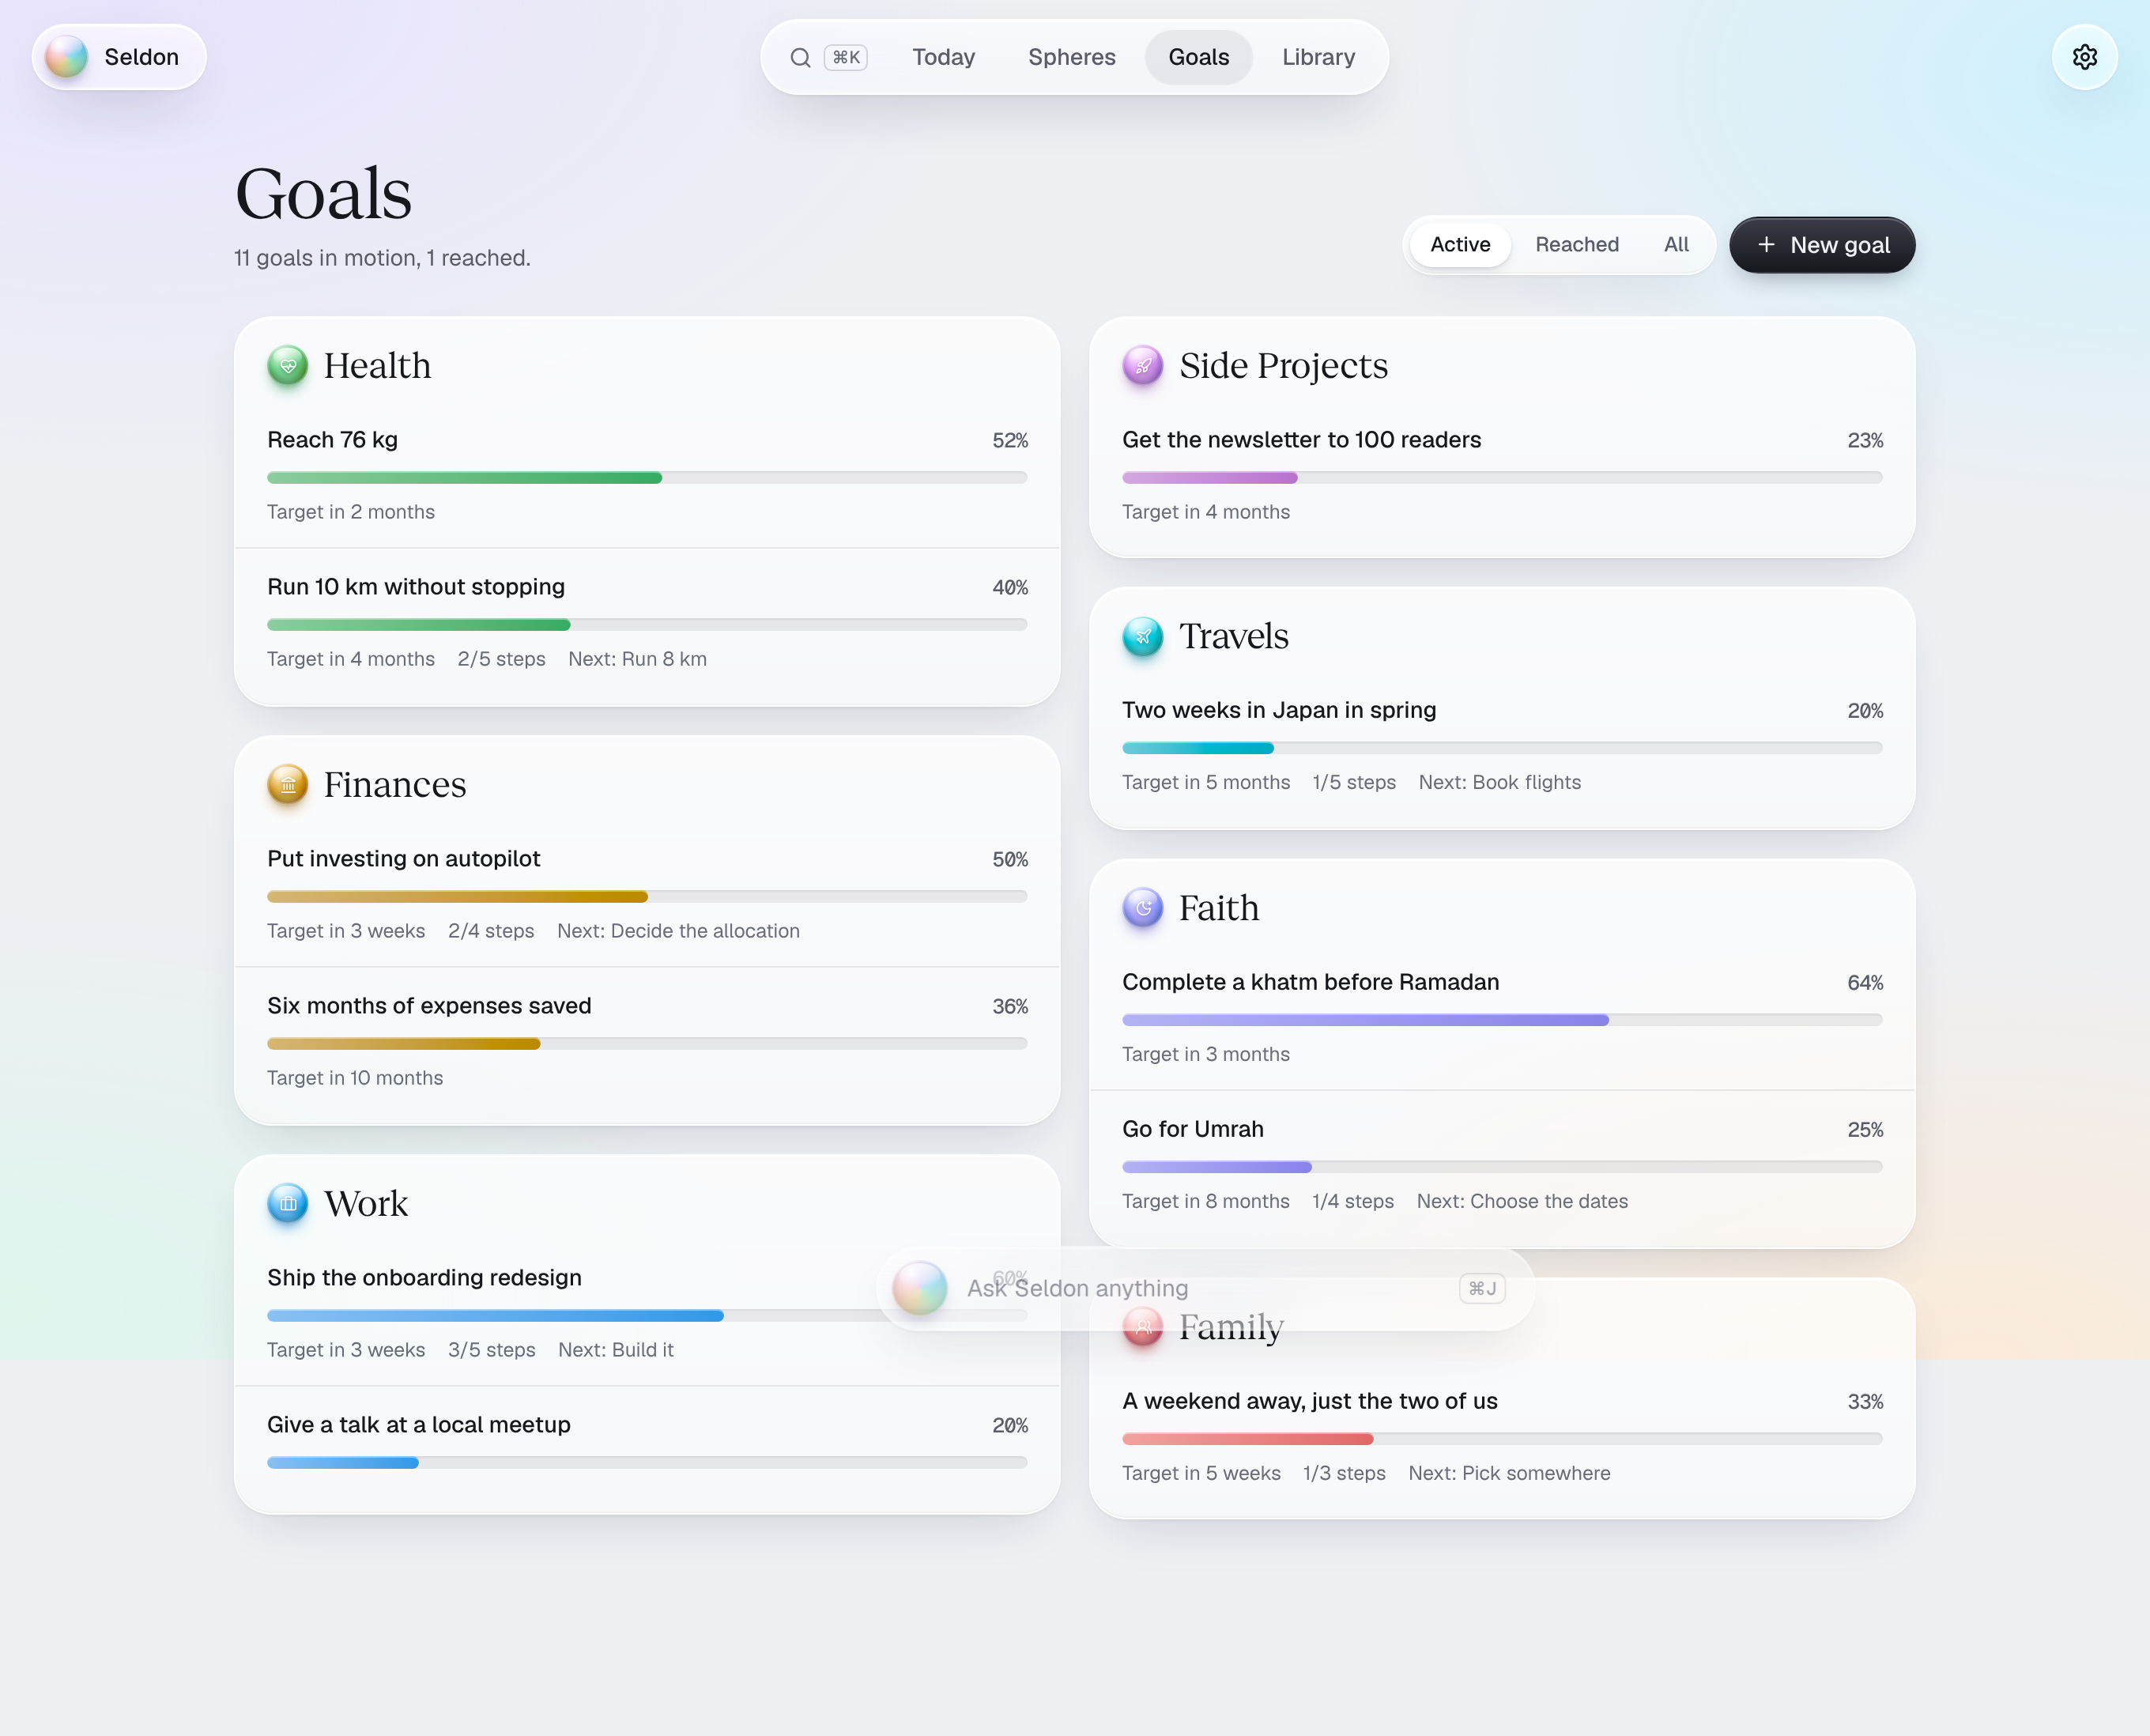 Seldon
⌘K Today Spheres Goals Library
Goals
11 goals in motion, 1 reached.
Active Reached All + New goal
Health
Reach 76 kg 52%
Target in 2 months
Run 10 km without stopping 40%
Target in 4 months 2/5 steps Next: Run 8 km
Finances
Put investing on autopilot 50%
Target in 3 weeks 2/4 steps Next: Decide the allocation
Six months of expenses saved 36%
Target in 10 months
Work
Ship the onboarding redesign 60%
Target in 3 weeks 3/5 steps Next: Build it
Give a talk at a local meetup 20%
Side Projects
Get the newsletter to 100 readers 23%
Target in 4 months
Travels
Two weeks in Japan in spring 20%
Target in 5 months 1/5 steps Next: Book flights
Faith
Complete a khatm before Ramadan 64%
Target in 3 months
Go for Umrah 25%
Target in 8 months 1/4 steps Next: Choose the dates
Ask Seldon anything ⌘J
Family
A weekend away, just the two of us 33%
Target in 5 weeks 1/3 steps Next: Pick somewhere